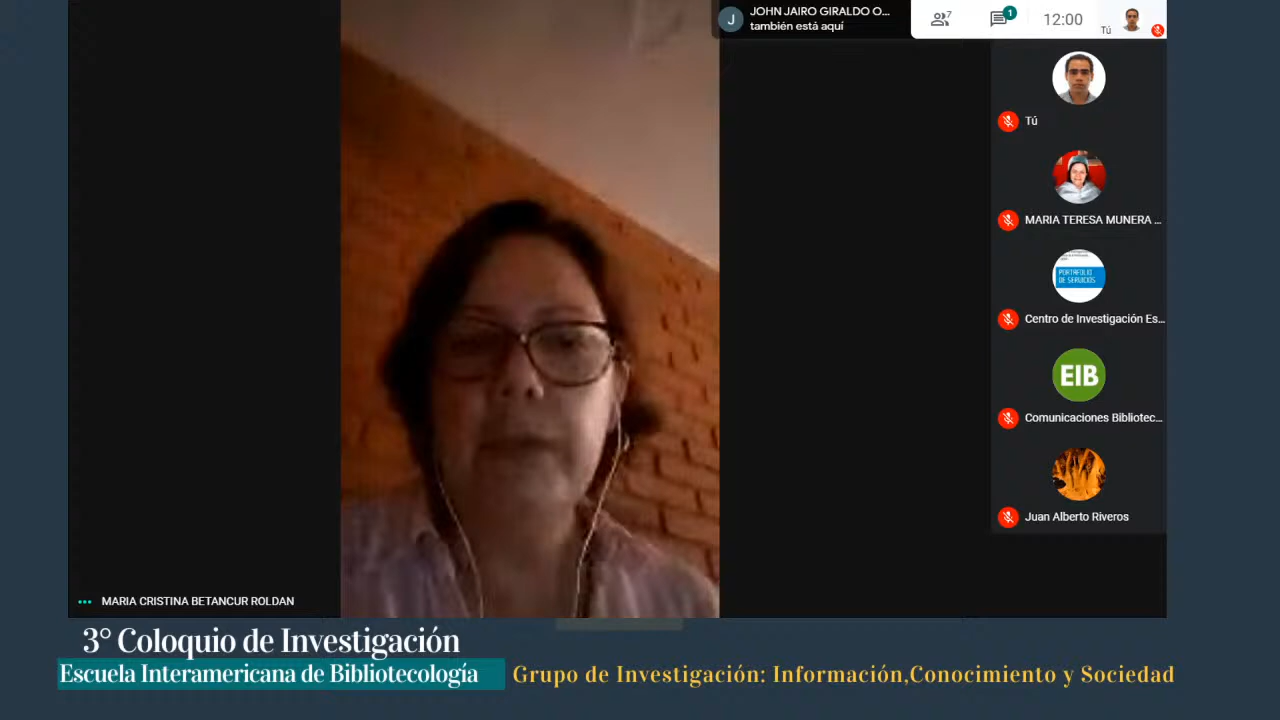 J
JOHN JAIRO GIRALDO O...
también está aquí
7
1
12:00
Tú
Tú
MARIA TERESA MUNERA ...
PORTAFOLIO
DE SERVICIOS
Centro de Investigación Es...
EIB
Comunicaciones Bibliotec...
Juan Alberto Riveros
MARIA CRISTINA BETANCUR ROLDAN
3° Coloquio de Investigación
Escuela Interamericana de Bibliotecología
Grupo de Investigación: Información,Conocimiento y Sociedad